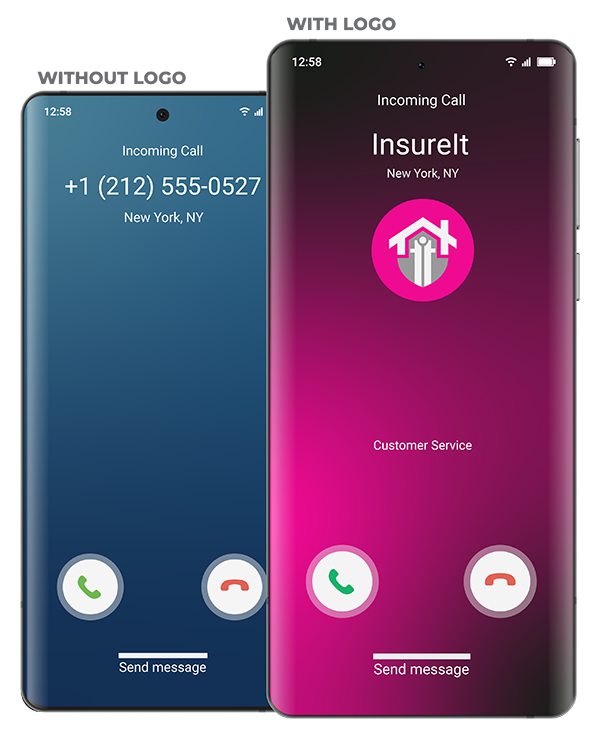 WITH LOGO
WITHOUT LOGO
12:58
Incoming Call
+1 (212) 555-0527
New York, NY
Send message
12:58
Incoming Call
InsureIt
New York, NY
Customer Service
Send message